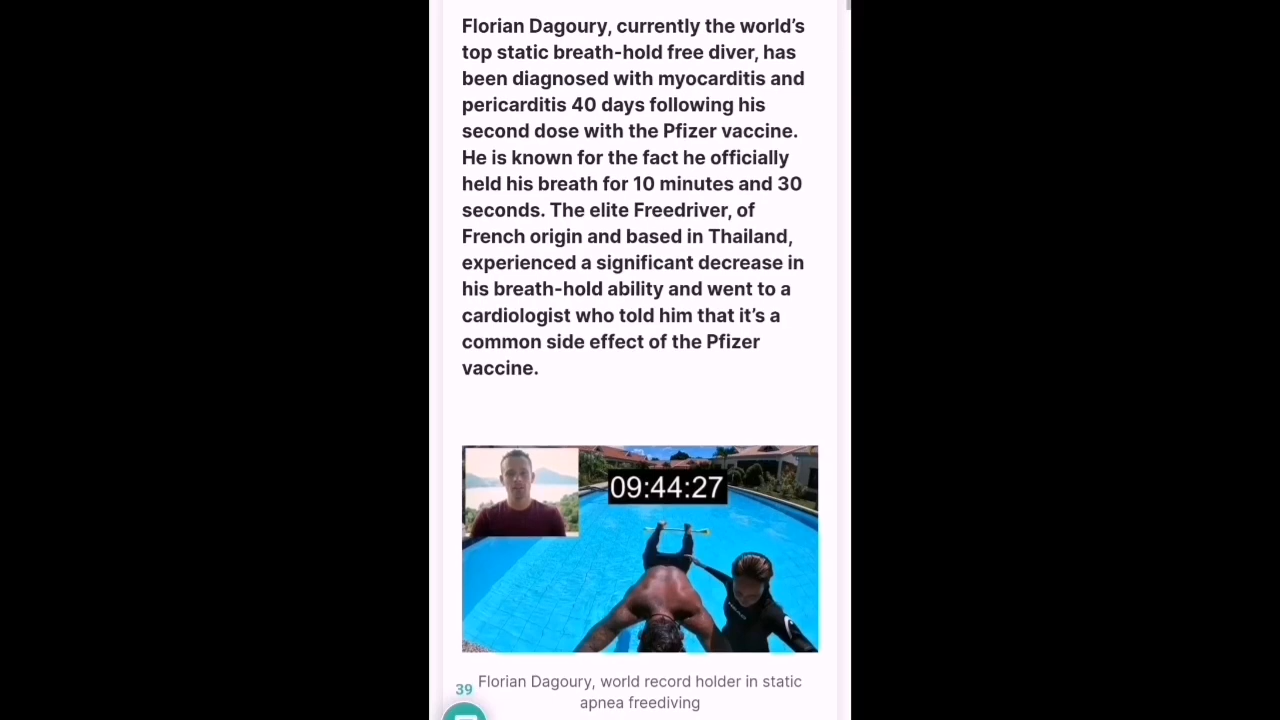 Florian Dagoury, currently the world’s
top static breath-hold free diver, has
been diagnosed with myocarditis and
pericarditis 40 days following his
second dose with the Pfizer vaccine.
He is known for the fact he officially
held his breath for 10 minutes and 30
seconds. The elite Freedriver, of
French origin and based in Thailand,
experienced a significant decrease in
his breath-hold ability and went to a
cardiologist who told him that it’s a
common side effect of the Pfizer
vaccine.
09:44:27
39
Florian Dagoury, world record holder in static
apnea freediving